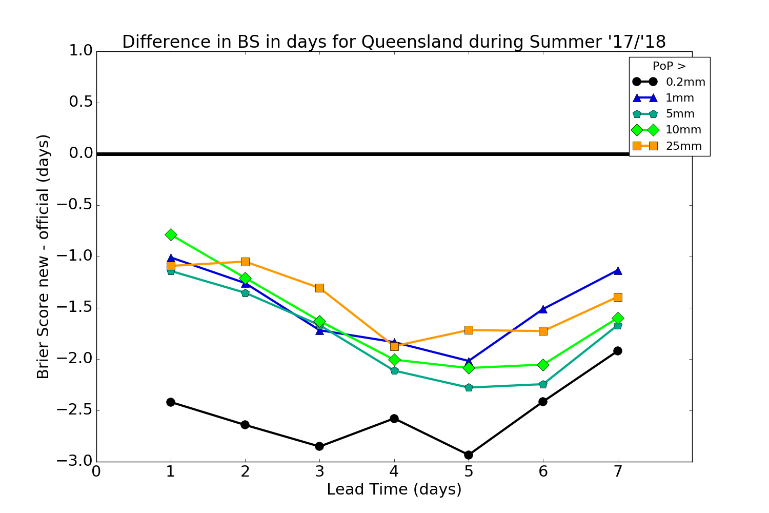 Difference in BS in days for Queensland during Summer '17/'18
PoP >
0.2mm
1mm
5mm
10mm
25mm
Brier Score new - official (days)
1.0
0.5
0.0
−0.5
−1.0
−1.5
−2.0
−2.5
−3.0
0 1 2 3 4 5 6 7
Lead Time (days)